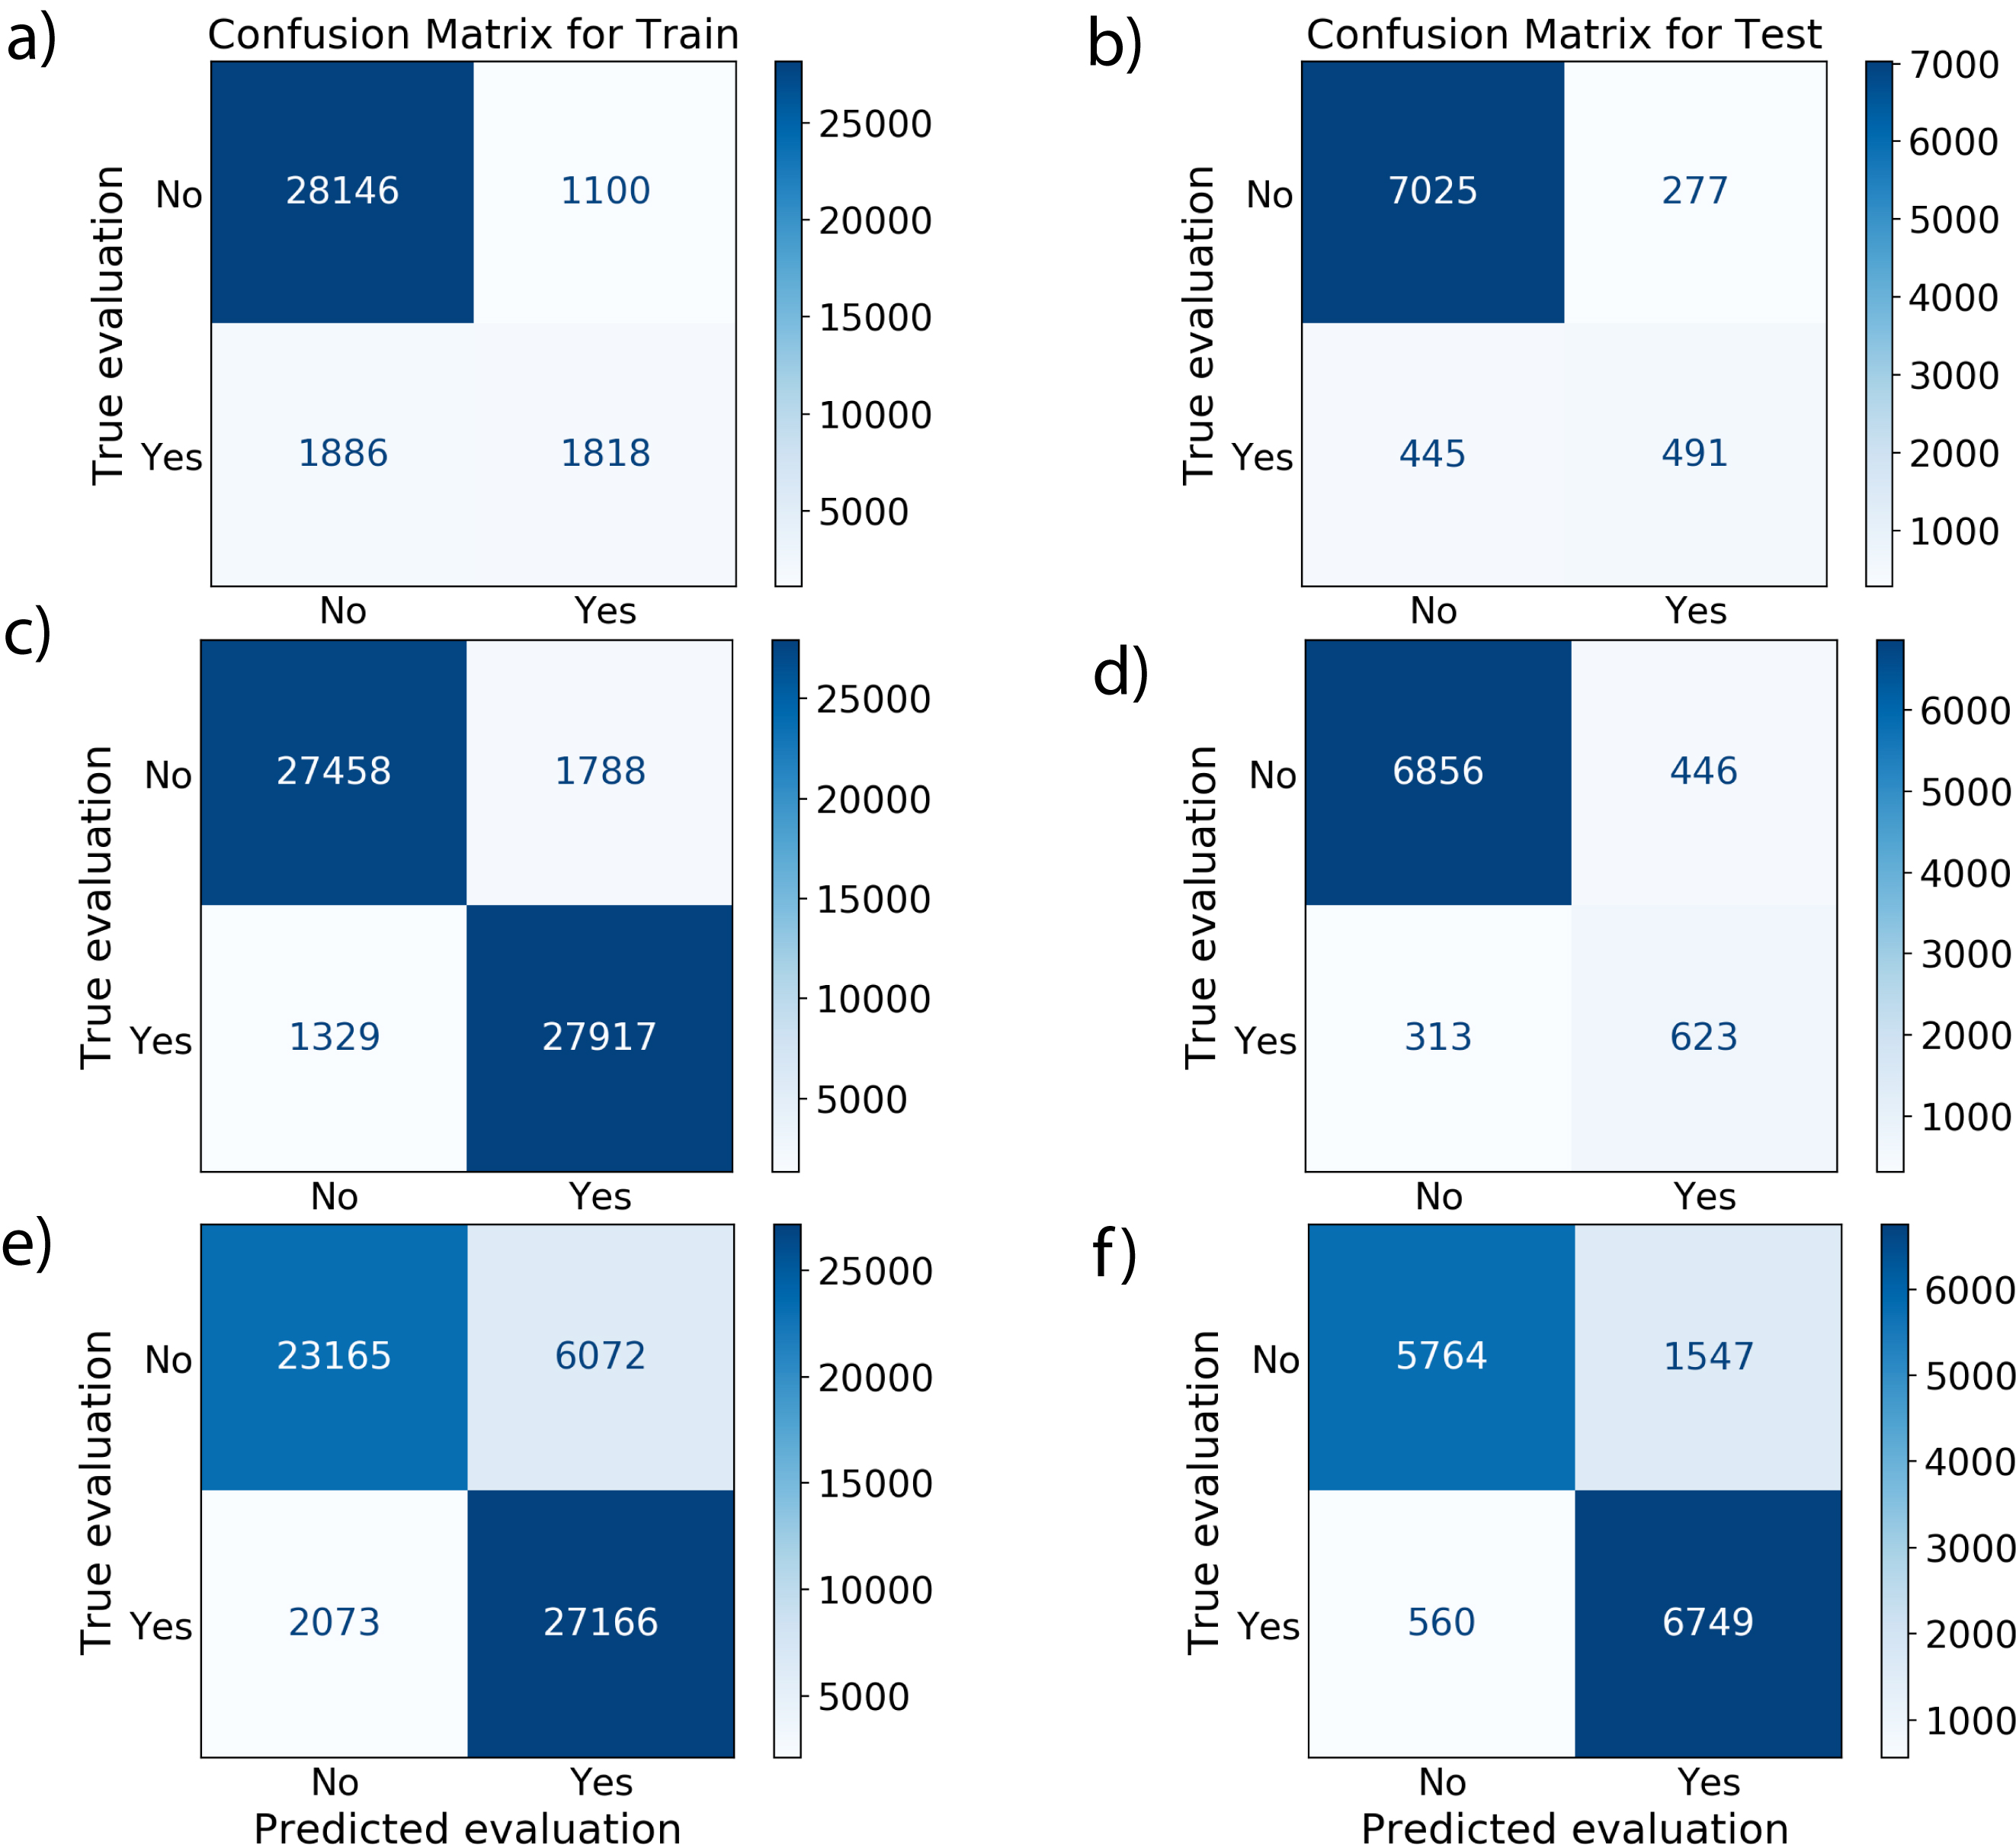 a)
Confusion Matrix for Train
True evaluation
No
28146
1100
Yes
1886
1818
No
Yes
25000
20000
15000
10000
5000
b)
Confusion Matrix for Test
True evaluation
No
7025
277
Yes
445
491
No
Yes
7000
6000
5000
4000
3000
2000
1000
c)
True evaluation
No
27458
1788
Yes
1329
27917
No
Yes
25000
20000
15000
10000
5000
d)
True evaluation
No
6856
446
Yes
313
623
No
Yes
6000
5000
4000
3000
2000
1000
e)
True evaluation
No
23165
6072
Yes
2073
27166
No
Yes
Predicted evaluation
25000
20000
15000
10000
5000
f)
True evaluation
No
5764
1547
Yes
560
6749
No
Yes
Predicted evaluation
6000
5000
4000
3000
2000
1000